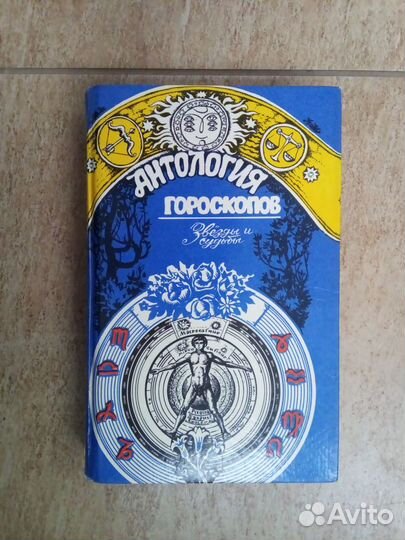 Антология
ГОРОСКОПОВ
Звёзды и
судьбы
Avito